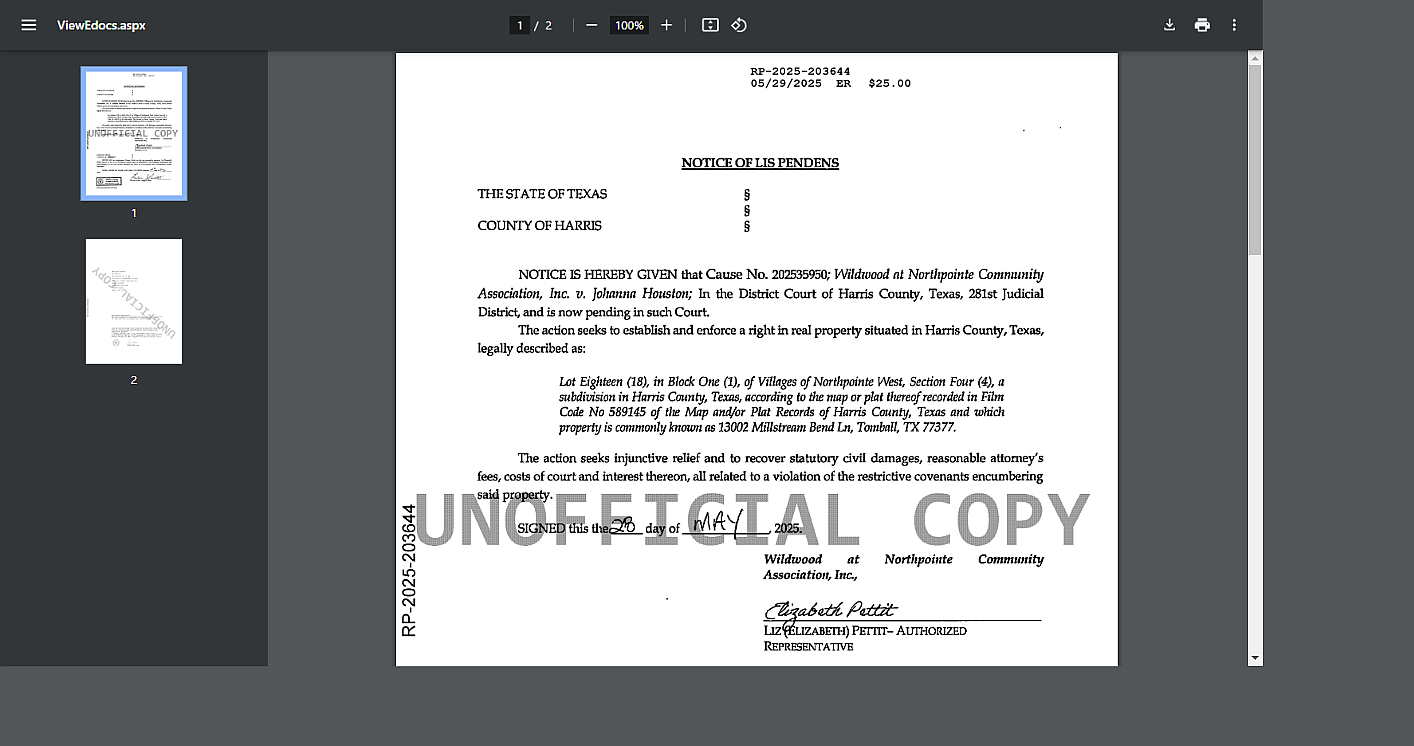 ViewEdocs.aspx
1 / 2
100%
1
2
RP-2025-203644
05/29/2025 ER $25.00
NOTICE OF LIS PENDENS
THE STATE OF TEXAS §
§
COUNTY OF HARRIS §
NOTICE IS HEREBY GIVEN that Cause No. 202535950; Wildwood at Northpointe Community
Association, Inc. v. Johanna Houston; In the District Court of Harris County, Texas, 281st Judicial
District, and is now pending in such Court.
The action seeks to establish and enforce a right in real property situated in Harris County, Texas,
legally described as:
Lot Eighteen (18), in Block One (1), of Villages of Northpointe West, Section Four (4), a
subdivision in Harris County, Texas, according to the map or plat thereof recorded in Film
Code No 589145 of the Map and/or Plat Records of Harris County, Texas and which
property is commonly known as 13002 Millstream Bend Ln, Tomball, TX 77377.
The action seeks injunctive relief and to recover statutory civil damages, reasonable attorney's
fees, costs of court and interest thereon, all related to a violation of the restrictive covenants encumbering
said property.
UNOFFICIAL COPY
SIGNED this the 28 day of MAY, 2025.
Wildwood at Northpointe Community
Association, Inc.,
Elizabeth Pettit
LIZ (ELIZABETH) PETTIT– AUTHORIZED
REPRESENTATIVE
RP-2025-203644
UNOFFICIAL COPY
UNOFFICIAL COPY